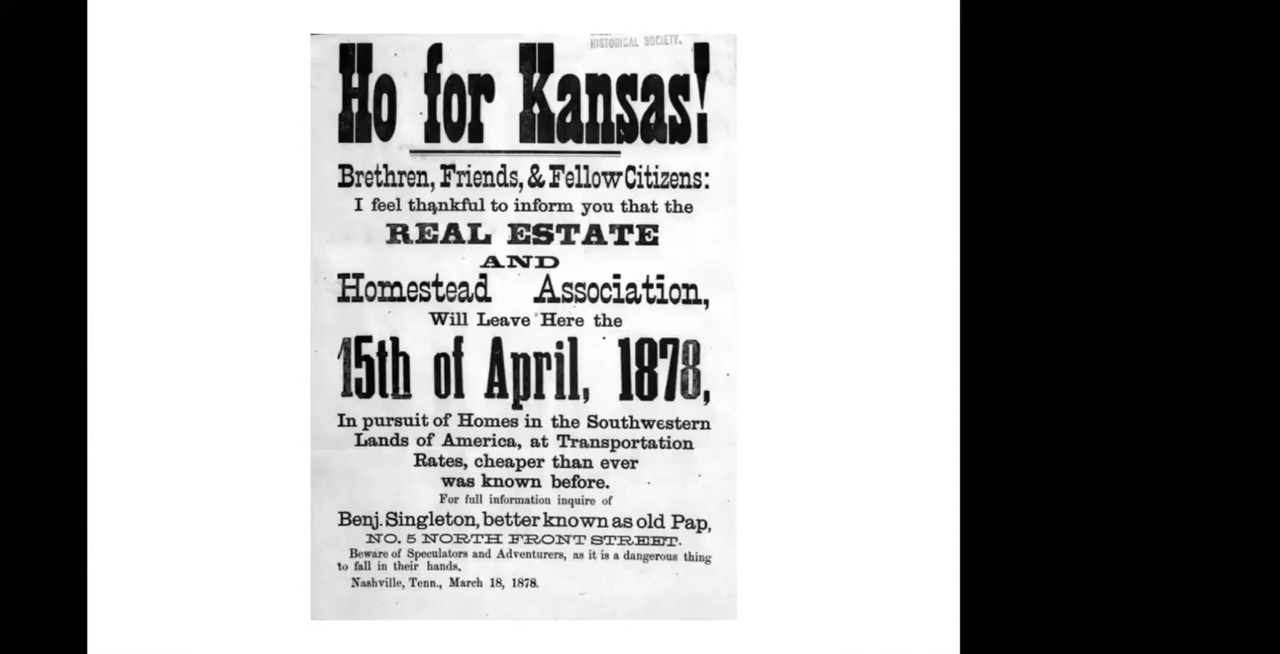 HISTORICAL SOCIETY.
Ho for Kansas!
Brethren, Friends, & Fellow Citizens:
I feel thankful to inform you that the
REAL ESTATE
AND
Homestead Association,
Will Leave Here the
15th of April, 1878,
In pursuit of Homes in the Southwestern
Lands of America, at Transportation
Rates, cheaper than ever
was known before.
For full information inquire of
Benj. Singleton, better known as old Pap,
NO. 5 NORTH FRONT STREET.
Beware of Speculators and Adventurers, as it is a dangerous thing
to fall in their hands.
Nashville, Tenn., March 18, 1878.